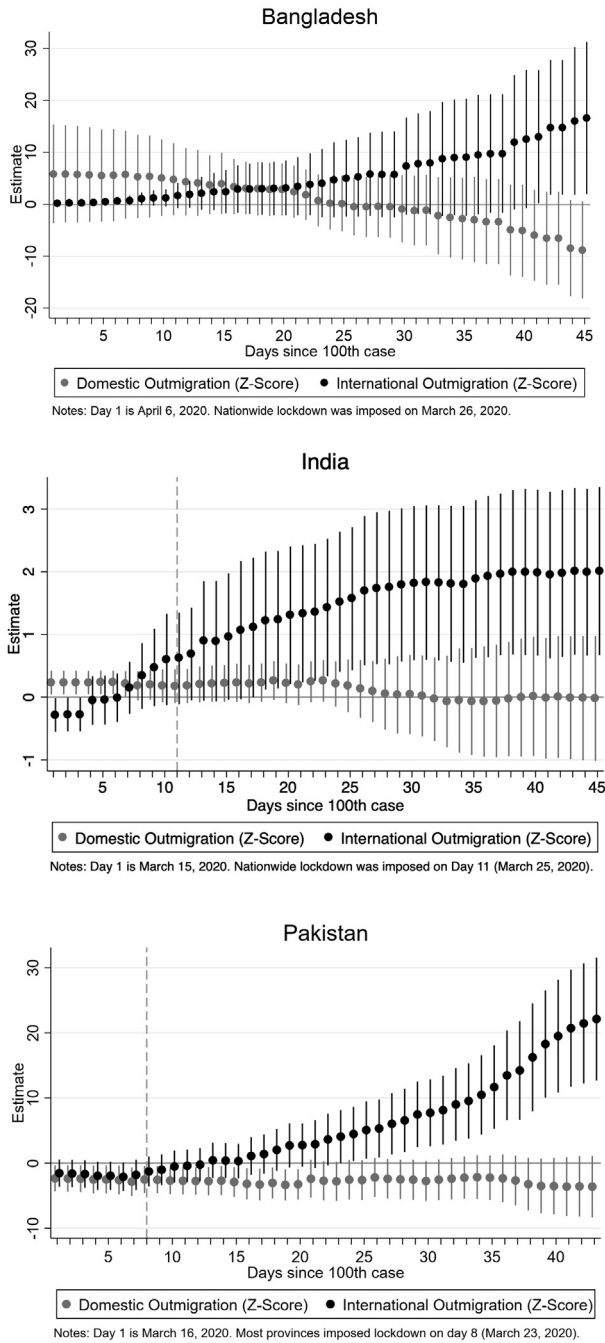 Bangladesh
30
20
10
0
-10
-20
Estimate
5 10 15 20 25 30 35 40 45
Days since 100th case
Domestic Outmigration (Z-Score) International Outmigration (Z-Score)
Notes: Day 1 is April 6, 2020. Nationwide lockdown was imposed on March 26, 2020.
India
3
2
1
0
-1
Estimate
5 10 15 20 25 30 35 40 45
Days since 100th case
Domestic Outmigration (Z-Score) International Outmigration (Z-Score)
Notes: Day 1 is March 15, 2020. Nationwide lockdown was imposed on Day 11 (March 25, 2020).
Pakistan
30
20
10
0
-10
Estimate
5 10 15 20 25 30 35 40
Days since 100th case
Domestic Outmigration (Z-Score) International Outmigration (Z-Score)
Notes: Day 1 is March 16, 2020. Most provinces imposed lockdown on day 8 (March 23, 2020).